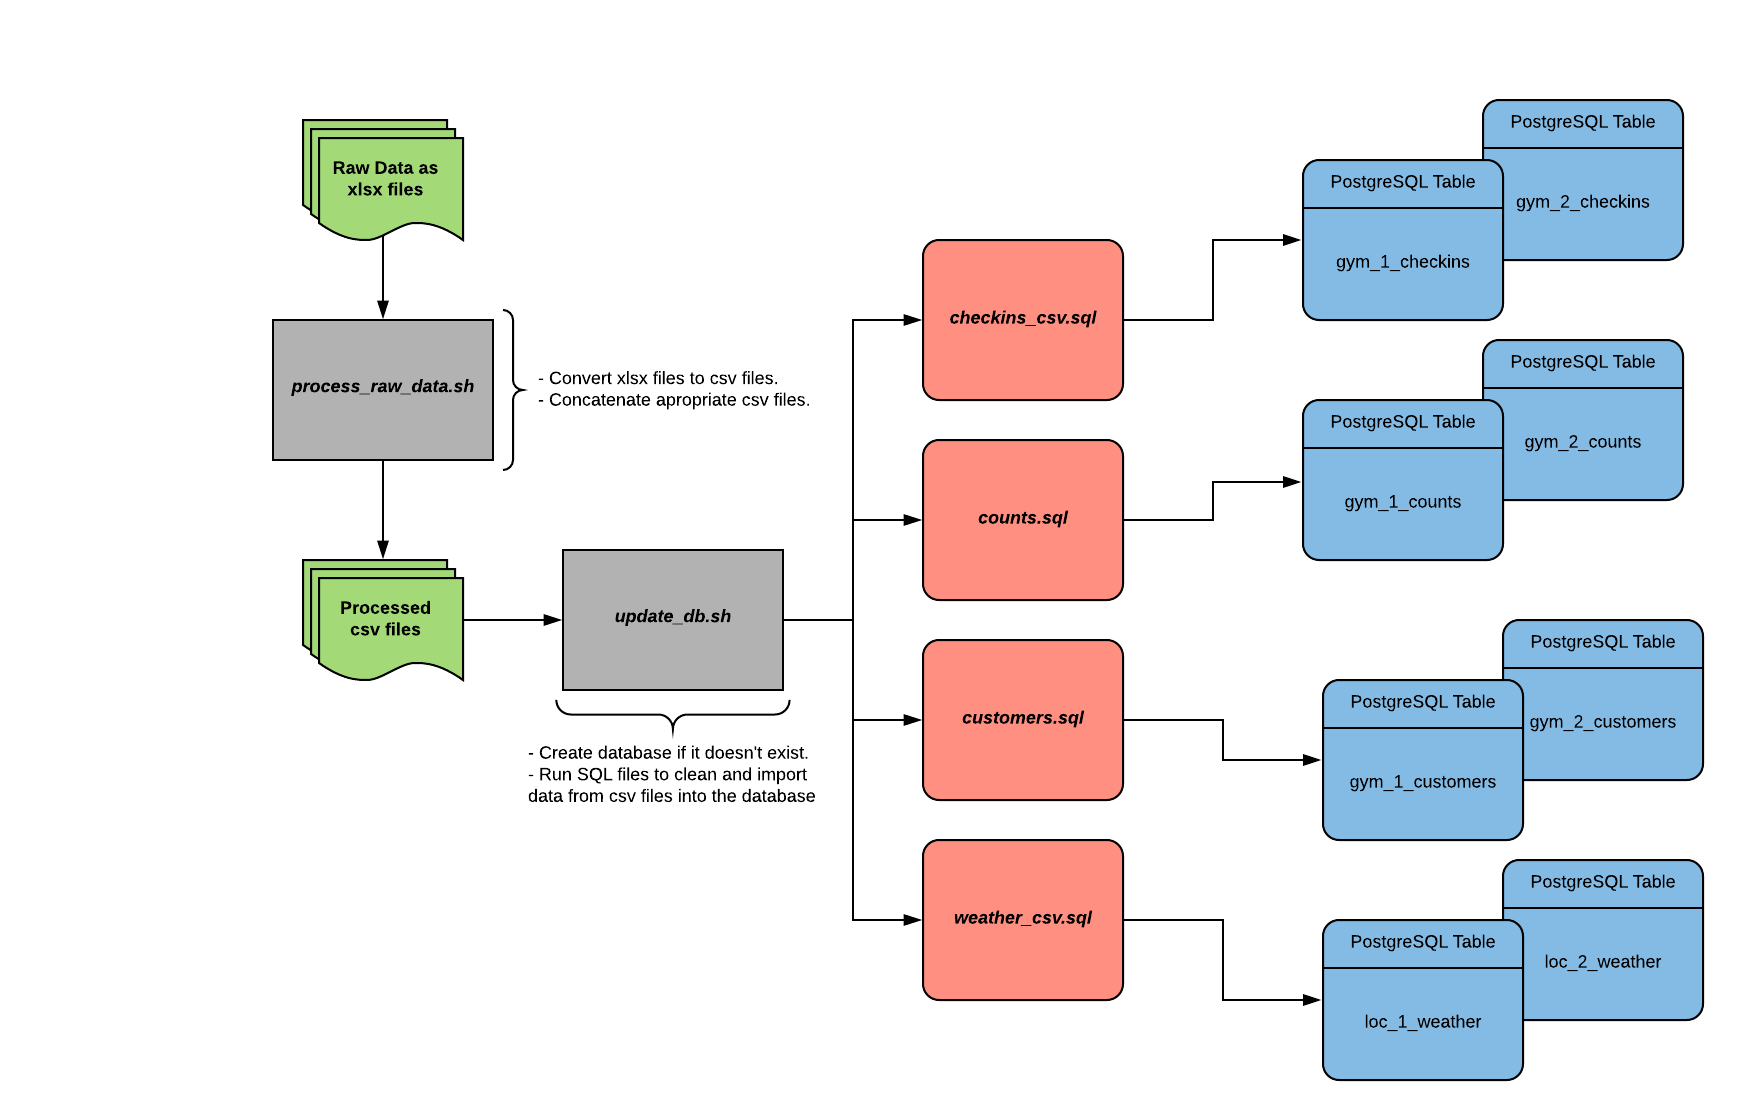 Raw Data as
xlsx files
process_raw_data.sh
- Convert xlsx files to csv files.
- Concatenate apropriate csv files.
Processed
csv files
update_db.sh
- Create database if it doesn't exist.
- Run SQL files to clean and import
data from csv files into the database
checkins_csv.sql
counts.sql
customers.sql
weather_csv.sql
PostgreSQL Table
gym_2_checkins
PostgreSQL Table
gym_1_checkins
PostgreSQL Table
gym_2_counts
PostgreSQL Table
gym_1_counts
PostgreSQL Table
gym_2_customers
PostgreSQL Table
gym_1_customers
PostgreSQL Table
loc_2_weather
PostgreSQL Table
loc_1_weather